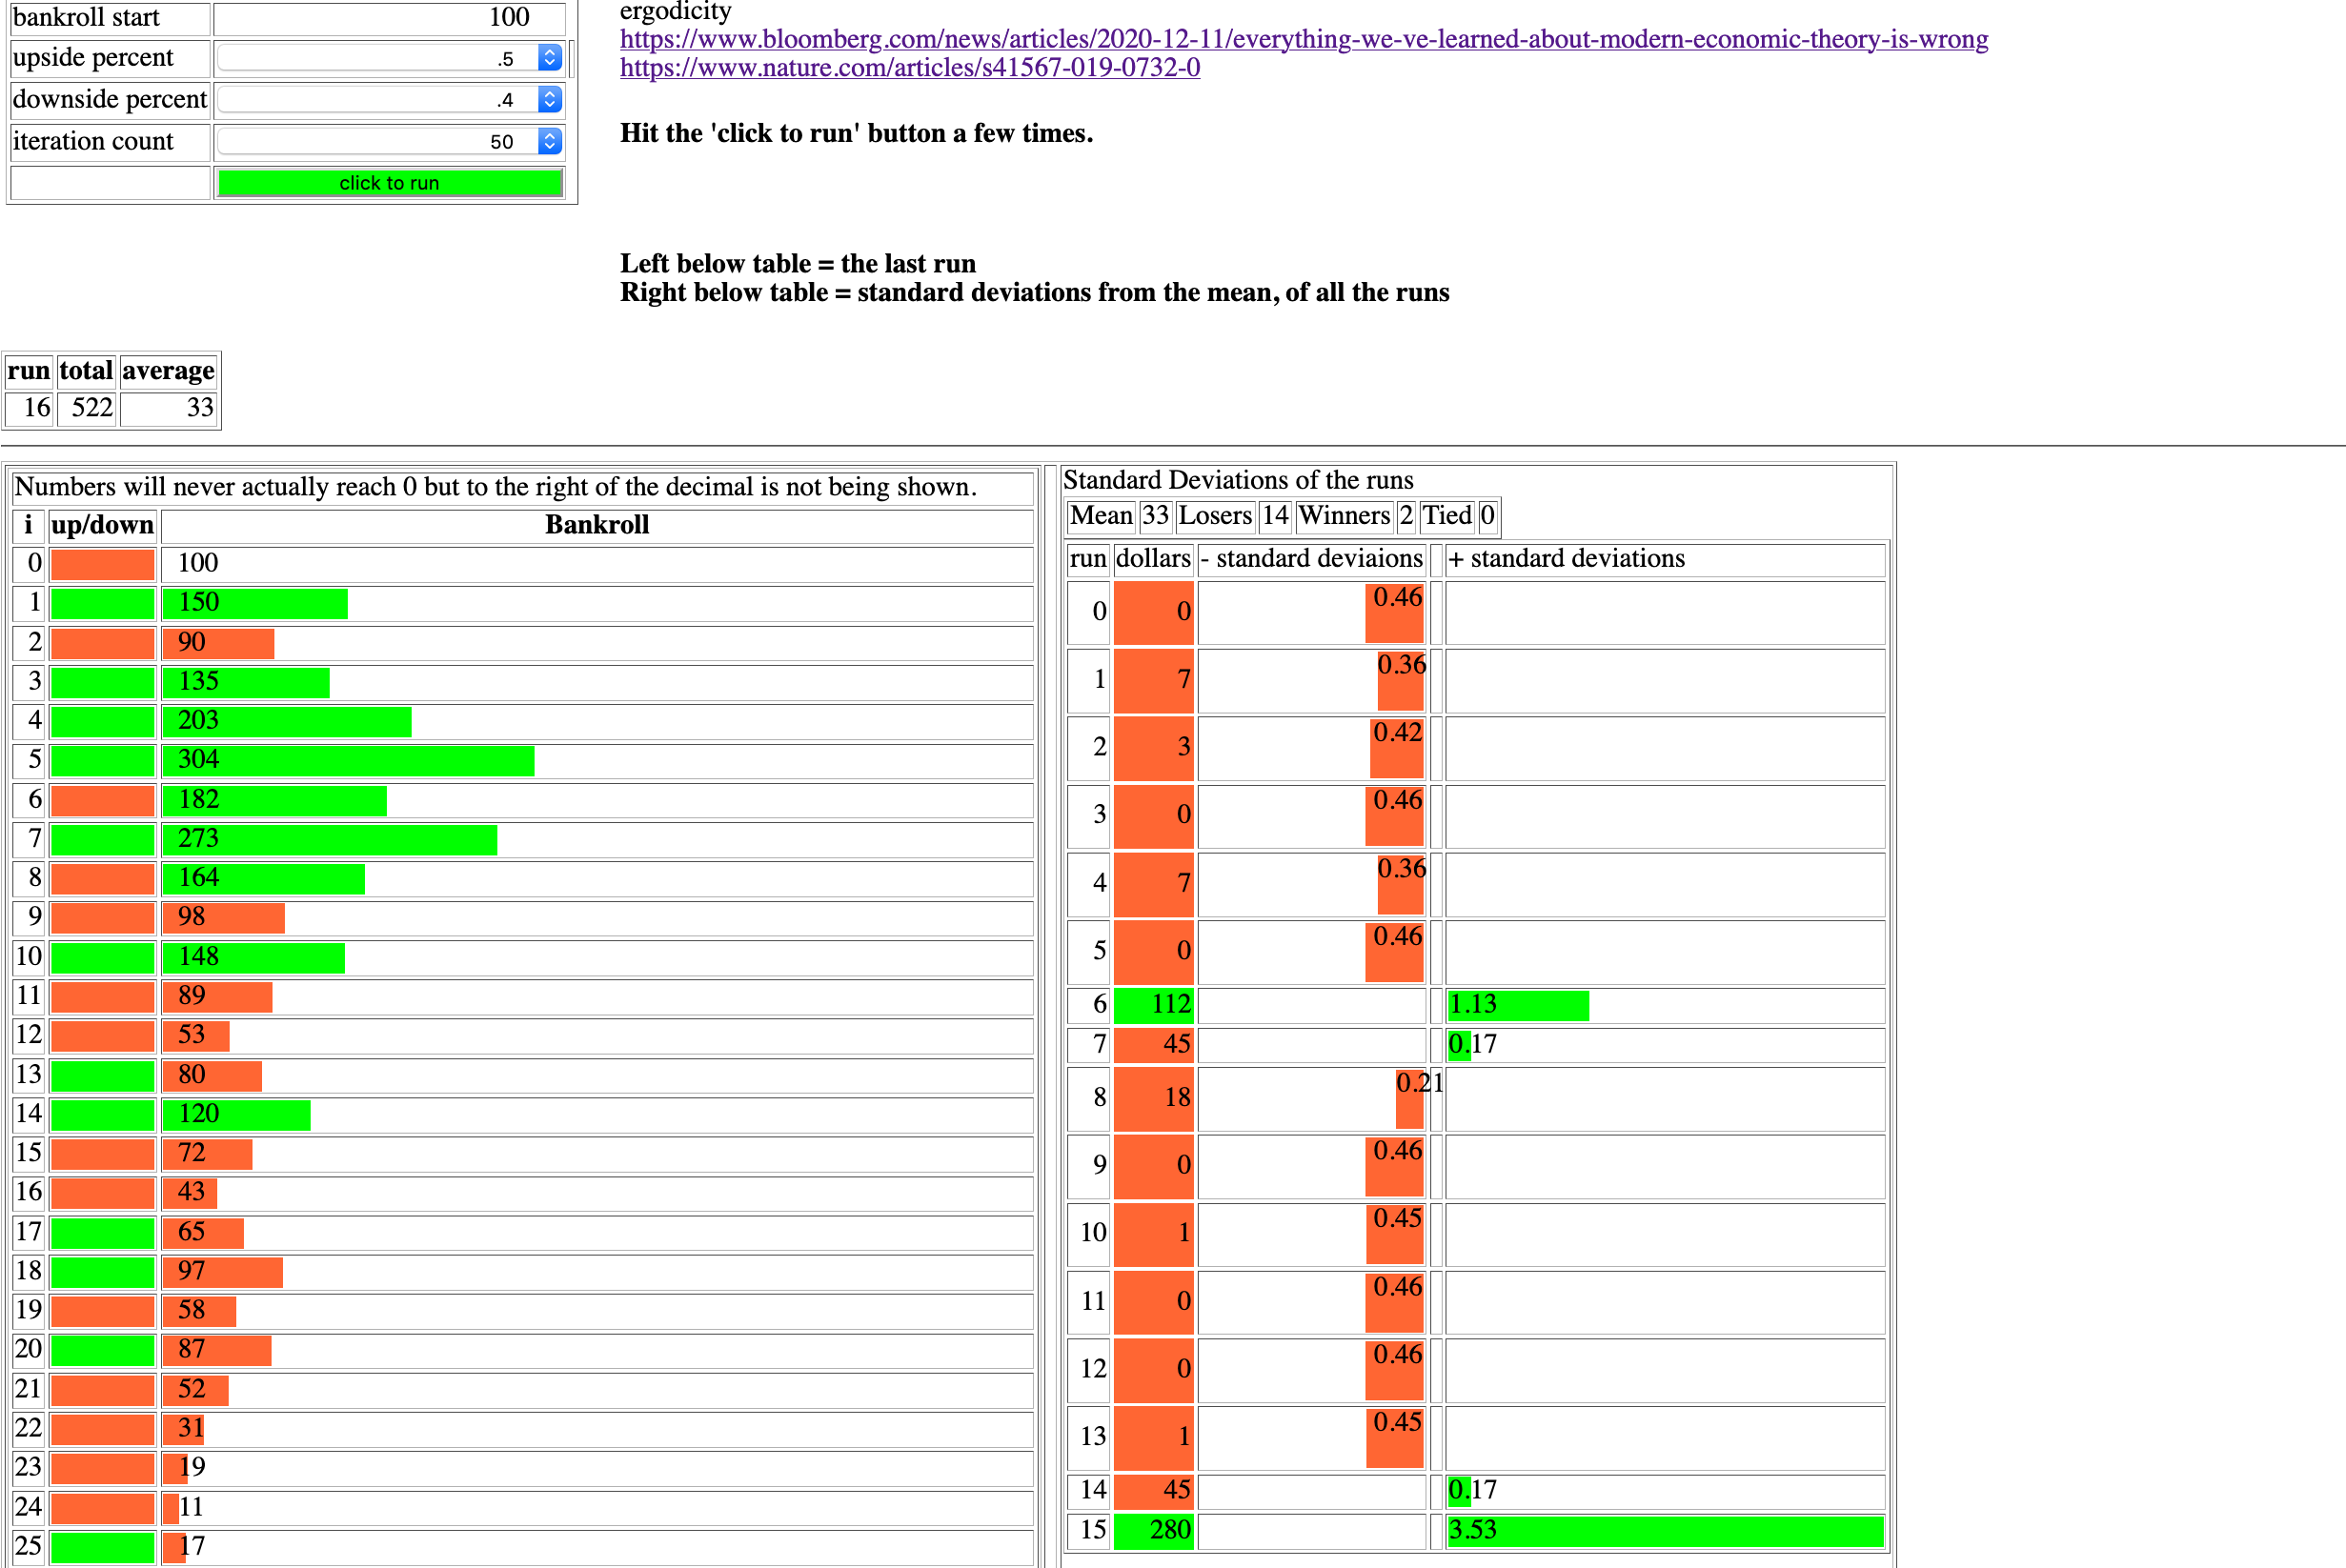 bankroll start 100
upside percent .5
downside percent .4
iteration count 50
click to run
ergodicity
https://www.bloomberg.com/news/articles/2020-12-11/everything-we-ve-learned-about-modern-economic-theory-is-wrong
https://www.nature.com/articles/s41567-019-0732-0
Hit the 'click to run' button a few times.
Left below table = the last run
Right below table = standard deviations from the mean, of all the runs
run total average
16 522 33
Numbers will never actually reach 0 but to the right of the decimal is not being shown.
i up/down Bankroll
0 100
1 150
2 90
3 135
4 203
5 304
6 182
7 273
8 164
9 98
10 148
11 89
12 53
13 80
14 120
15 72
16 43
17 65
18 97
19 58
20 87
21 52
22 31
23 19
24 11
25 17
Standard Deviations of the runs
Mean 33 Losers 14 Winners 2 Tied 0
run dollars - standard deviaions + standard deviations
0 0 0.46
1 7 0.36
2 3 0.42
3 0 0.46
4 7 0.36
5 0 0.46
6 112 1.13
7 45 0.17
8 18 0.21
9 0 0.46
10 1 0.45
11 0 0.46
12 0 0.46
13 1 0.45
14 45 0.17
15 280 3.53